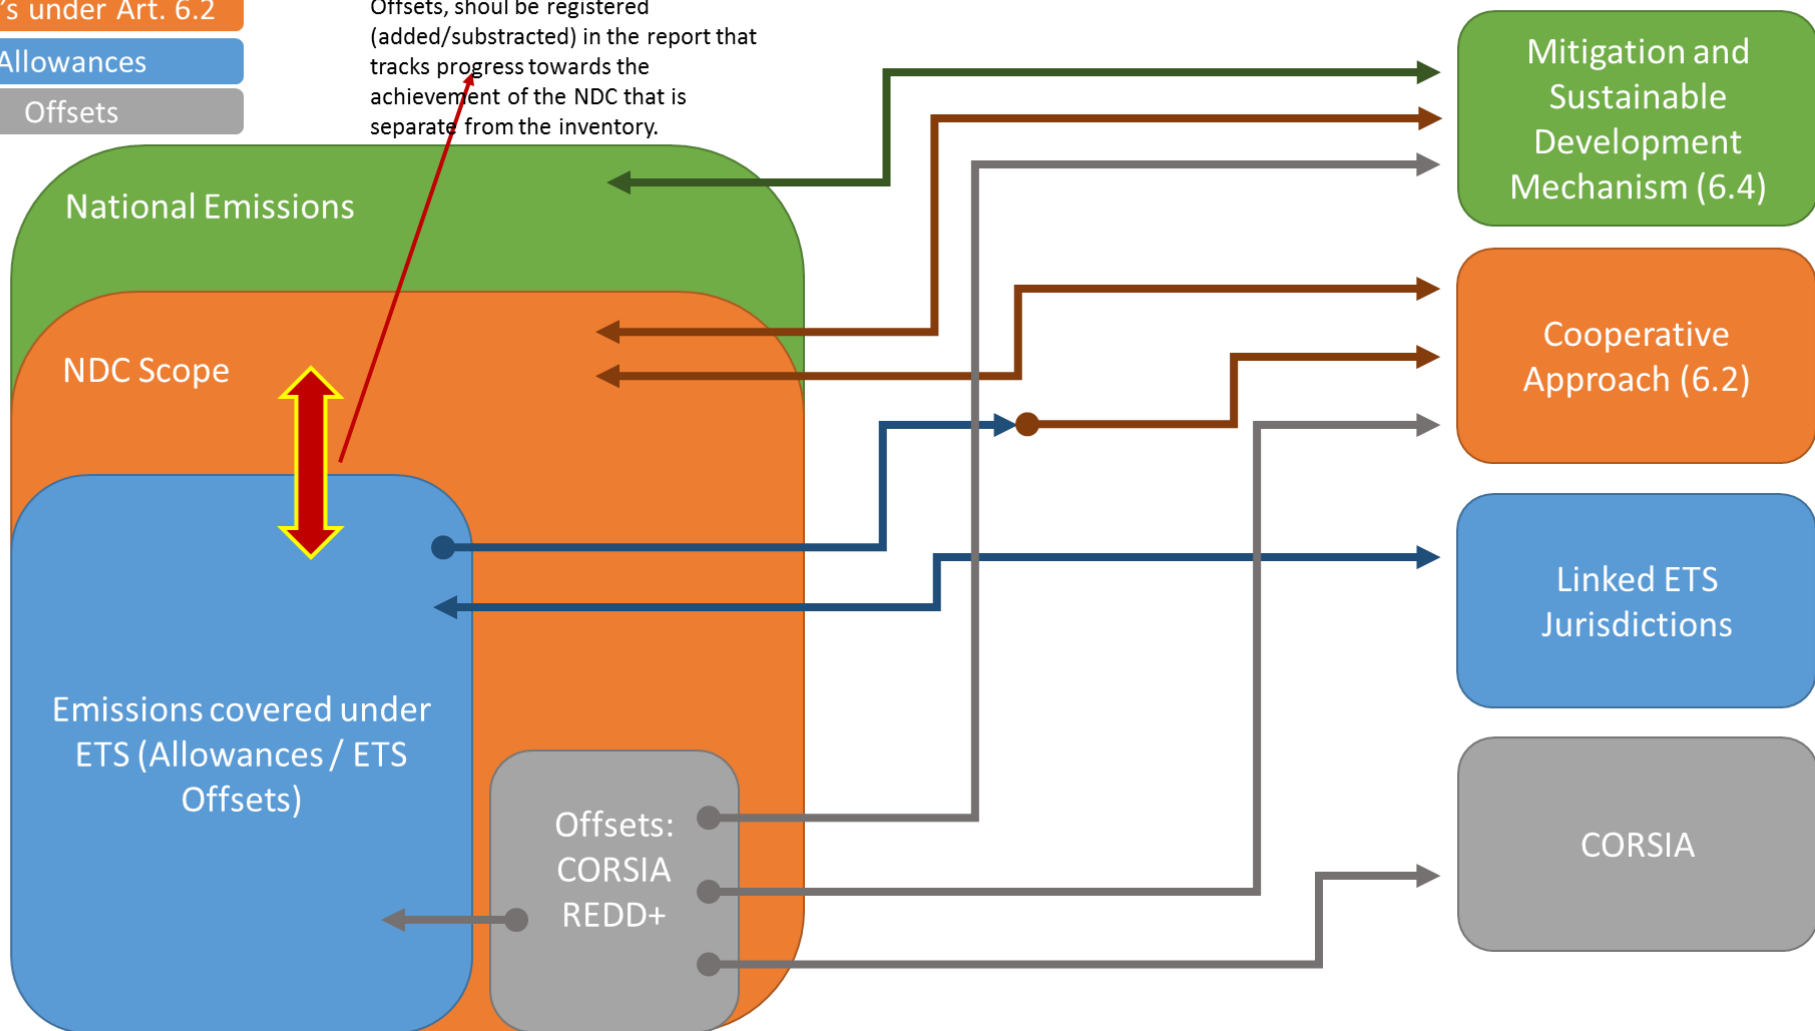 's under Art. 6.2
Allowances
Offsets
Offsets, shoul be registered
(added/substracted) in the report that
tracks progress towards the
achievement of the NDC that is
separate from the inventory.
National Emissions
NDC Scope
Emissions covered under
ETS (Allowances / ETS
Offsets)
Offsets:
CORSIA
REDD+
Mitigation and
Sustainable
Development
Mechanism (6.4)
Cooperative
Approach (6.2)
Linked ETS
Jurisdictions
CORSIA